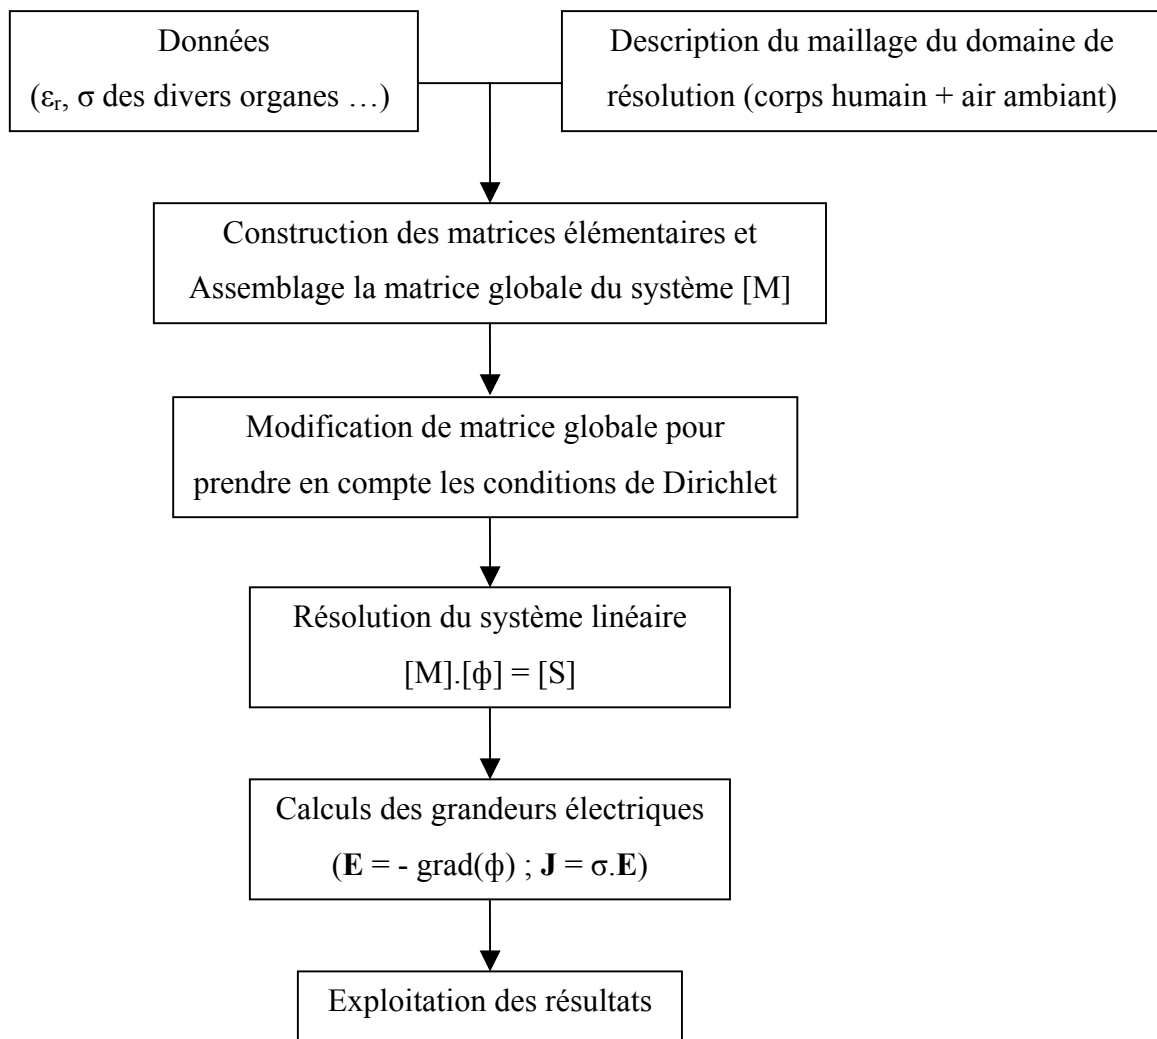 Données
(εr, σ des divers organes …)
Description du maillage du domaine de
résolution (corps humain + air ambiant)
Construction des matrices élémentaires et
Assemblage la matrice globale du système [M]
Modification de matrice globale pour
prendre en compte les conditions de Dirichlet
Résolution du système linéaire
[M].[ф] = [S]
Calculs des grandeurs électriques
(E = - grad(ф) ; J = σ.E)
Exploitation des résultats